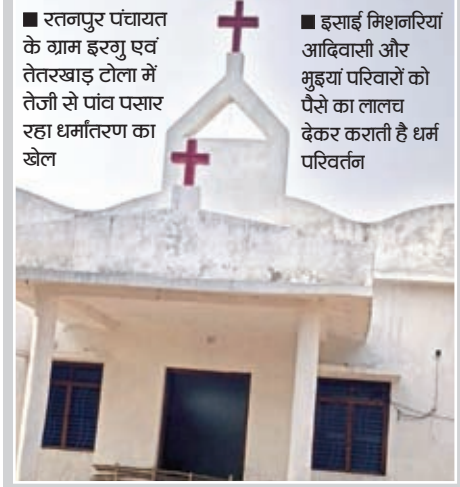 ■ रतनपुर पंचायत
के ग्राम इरगु एवं
तेतरखाड़ टोला में
तेजी से पांव पसार
रहा धर्मांतरण का
खेल
■ इसाई मिशनरियां
आदिवासी और
भुइयां परिवारों को
पैसे का लालच
देकर कराती है धर्म
परिवर्तन